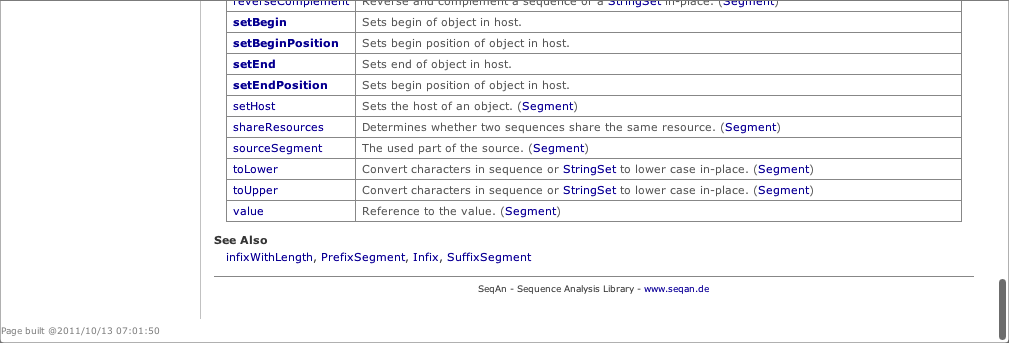 reverseComplement Reverse and complement a sequence or a StringSet in-place. (Segment)
setBegin Sets begin of object in host.
setBeginPosition Sets begin position of object in host.
setEnd Sets end of object in host.
setEndPosition Sets begin position of object in host.
setHost Sets the host of an object. (Segment)
shareResources Determines whether two sequences share the same resource. (Segment)
sourceSegment The used part of the source. (Segment)
toLower Convert characters in sequence or StringSet to lower case in-place. (Segment)
toUpper Convert characters in sequence or StringSet to lower case in-place. (Segment)
value Reference to the value. (Segment)
See Also
infixWithLength, PrefixSegment, Infix, SuffixSegment
SeqAn - Sequence Analysis Library - www.seqan.de
Page built @2011/10/13 07:01:50